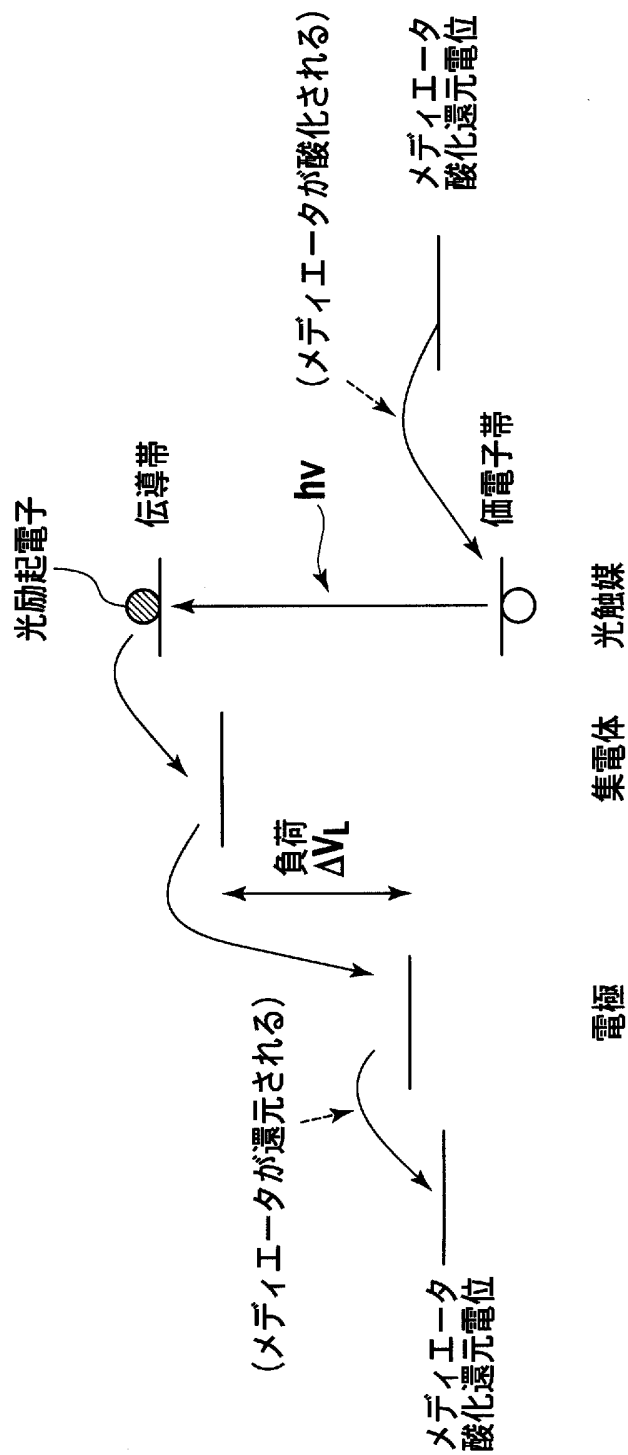 光励起電子
伝導帯
hν
(メディエータが酸化される)
メディエータ
酸化還元電位
価電子帯
負荷
ΔVL
(メディエータが還元される)
メディエータ
酸化還元電位
電極
集電体
光触媒